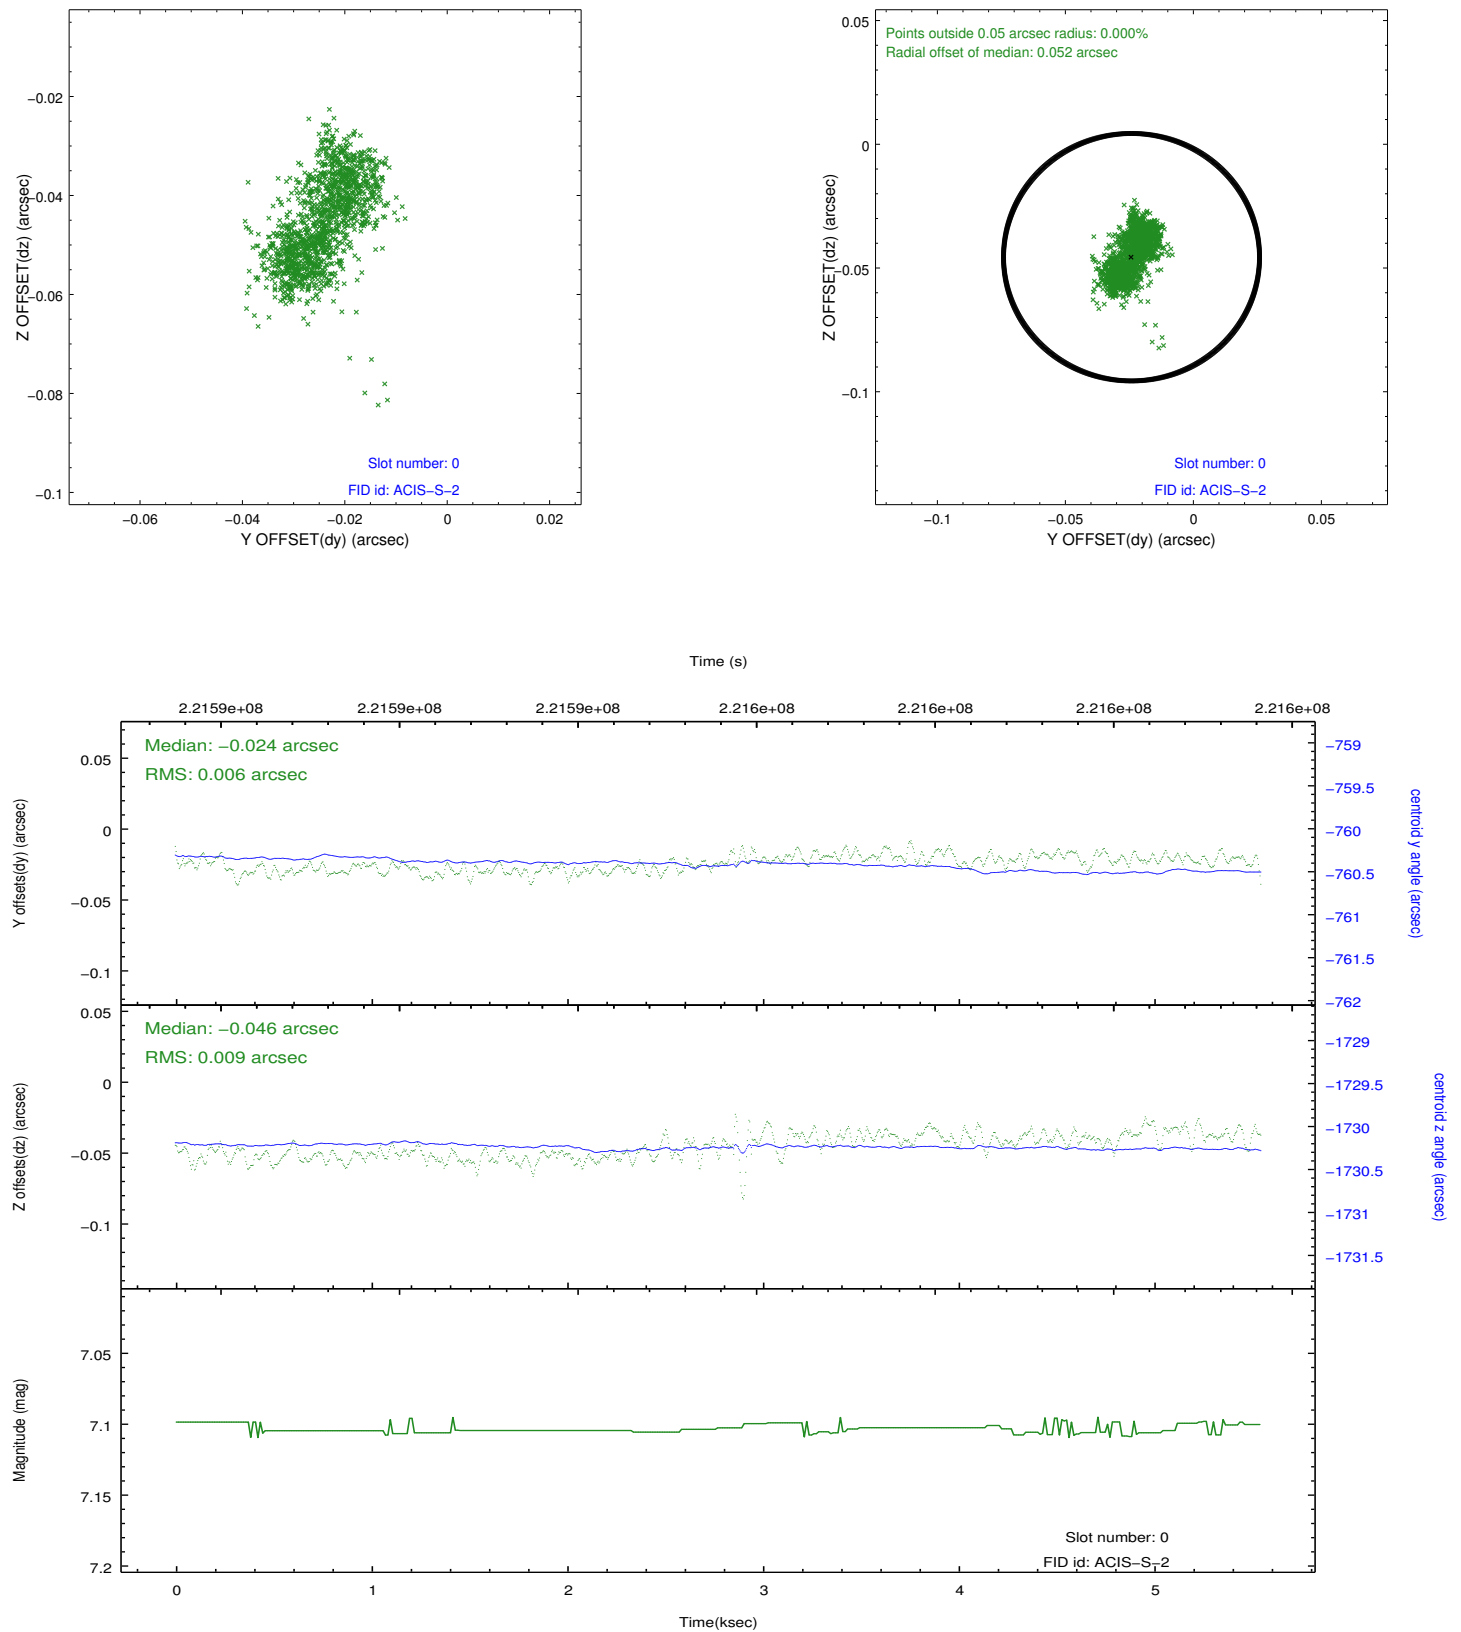 −0.02
−0.04
−0.06
−0.08
−0.1
Z OFFSET(dz) (arcsec)
Slot number: 0
FID id: ACIS−S−2
−0.06
−0.04
−0.02
0
0.02
Y OFFSET(dy) (arcsec)
0.05
0
−0.05
−0.1
Z OFFSET(dz) (arcsec)
Points outside 0.05 arcsec radius: 0.000%
Radial offset of median: 0.052 arcsec
Slot number: 0
FID id: ACIS−S−2
−0.1
−0.05
0
0.05
Y OFFSET(dy) (arcsec)
Time (s)
2.2159e+08
2.2159e+08
2.2159e+08
2.216e+08
2.216e+08
2.216e+08
2.216e+08
Median: −0.024 arcsec
RMS: 0.006 arcsec
0.05
0
−0.05
−0.1
Y offsets(dy) (arcsec)
−759
−759.5
−760
−760.5
−761
−761.5
−762
centroid y angle (arcsec)
Median: −0.046 arcsec
RMS: 0.009 arcsec
0.05
0
−0.05
−0.1
Z offsets(dz) (arcsec)
−1729
−1729.5
−1730
−1730.5
−1731
−1731.5
centroid z angle (arcsec)
7.05
7.1
7.15
7.2
Magnitude (mag)
Slot number: 0
FID id: ACIS−S−2
0
1
2
3
4
5
Time(ksec)